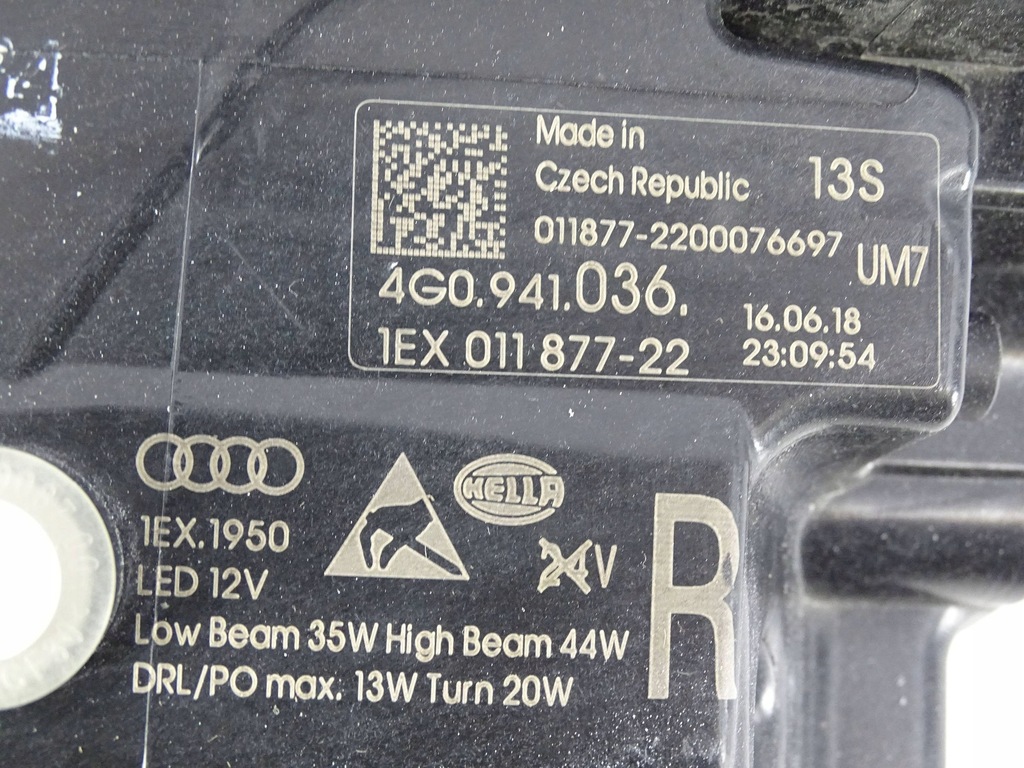 Made in
Czech Republic 13S
011877-2200076697 UM7
4G0.941.036.
16.06.18
1EX 011 877-22 23:09:54
HELLA
1EX.1950
24V
R
LED 12V
Low Beam 35W High Beam 44W
DRL/PO max. 13W Turn 20W